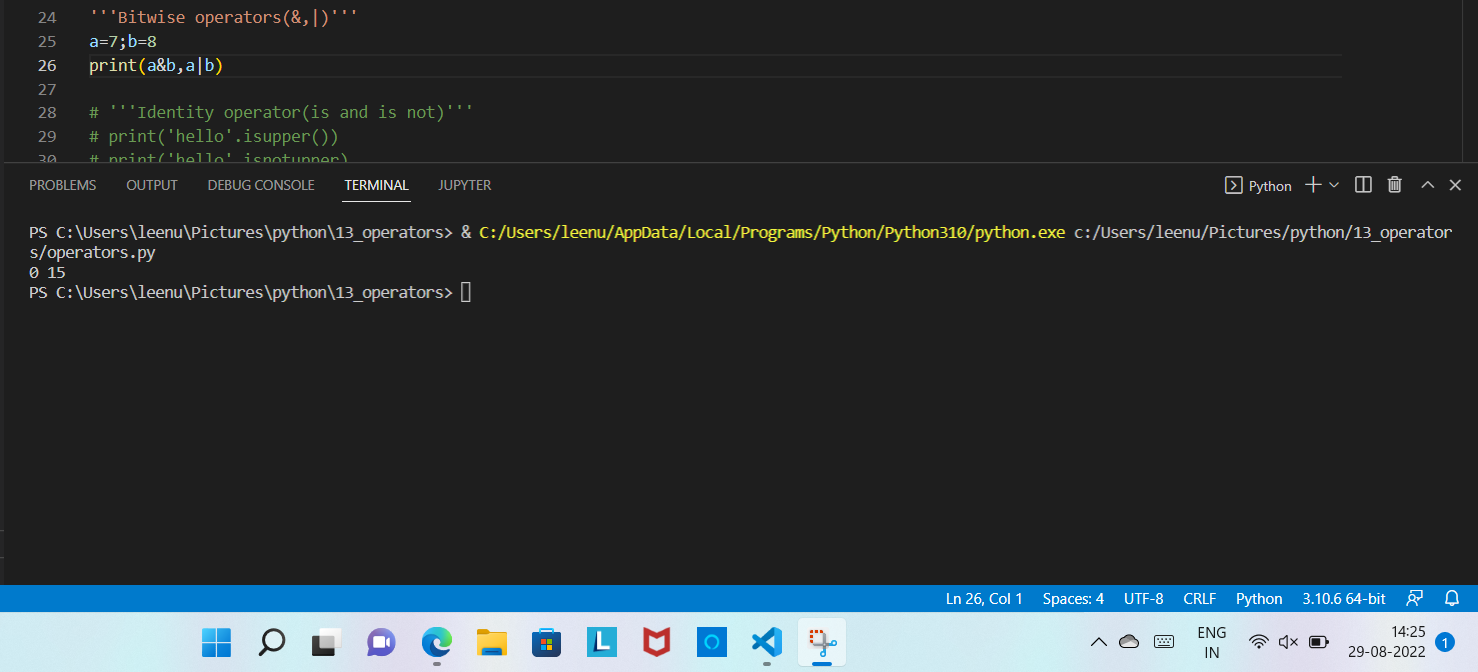 24 '''Bitwise operators(&,|)'''
25 a=7;b=8
26 print(a&b,a|b)
27
28 # '''Identity operator(is and is not)'''
29 # print('hello'.isupper())
30 # print('hello'.isnotupper)
PROBLEMS OUTPUT DEBUG CONSOLE TERMINAL JUPYTER Python
PS C:\Users\leenu\Pictures\python\13_operators> & C:/Users/leenu/AppData/Local/Programs/Python/Python310/python.exe c:/Users/leenu/Pictures/python/13_operator
s/operators.py
0 15
PS C:\Users\leenu\Pictures\python\13_operators>
Ln 26, Col 1 Spaces: 4 UTF-8 CRLF Python 3.10.6 64-bit
L
ENG
IN
14:25
29-08-2022
1